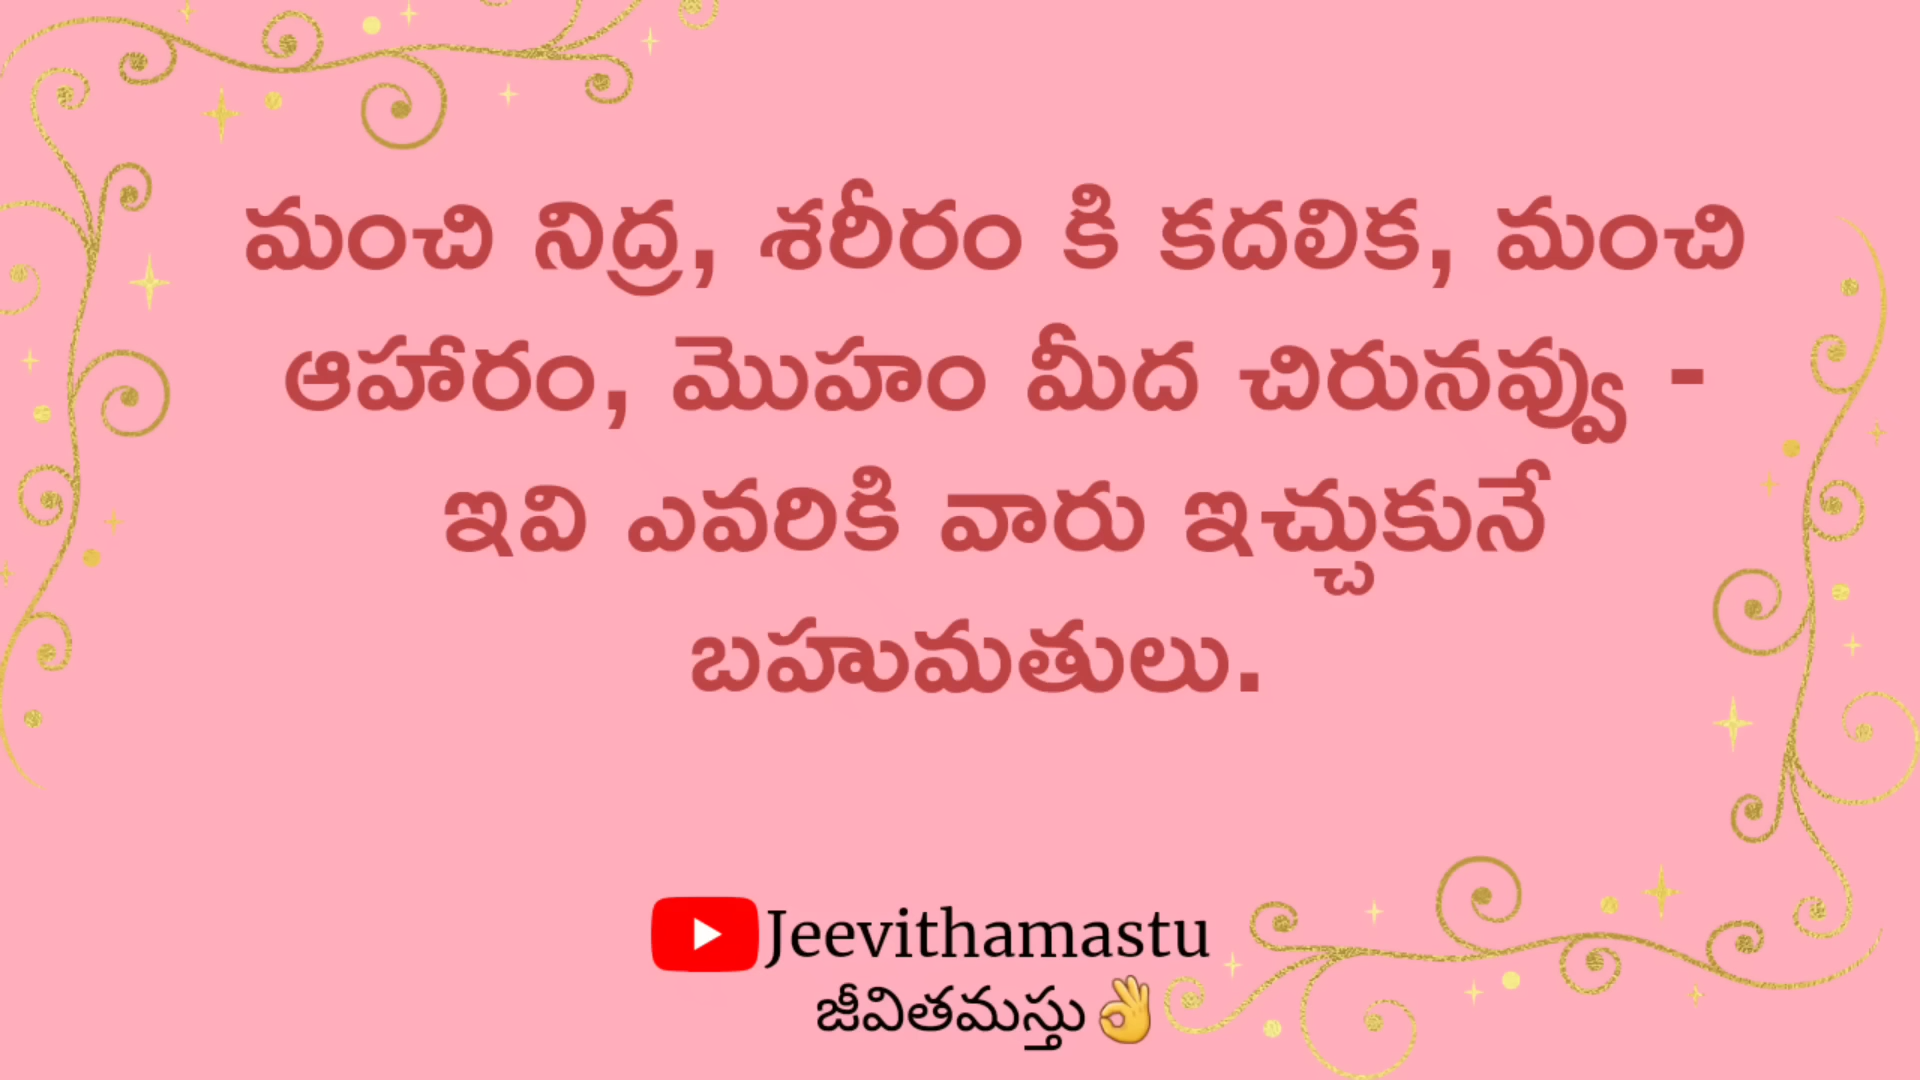 మంచి నిద్ర, శరీరం కి కదలిక, మంచి
ఆహారం, మొహం మీద చిరునవ్వు -
ఇవి ఎవరికి వారు ఇచ్చుకునే
బహుమతులు.
Jeevithamastu
జీవితమస్తు👌